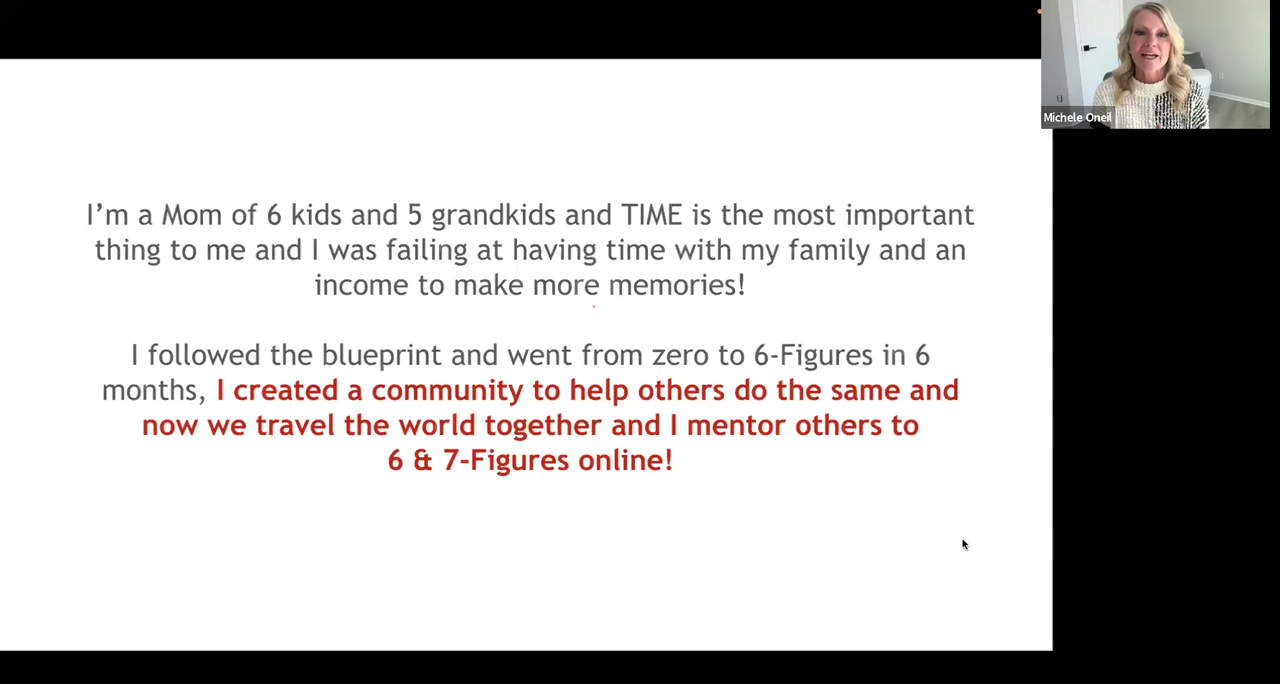 Michele Oneil
I’m a Mom of 6 kids and 5 grandkids and TIME is the most important
thing to me and I was failing at having time with my family and an
income to make more memories!
I followed the blueprint and went from zero to 6-Figures in 6
months, I created a community to help others do the same and
now we travel the world together and I mentor others to
6 & 7-Figures online!